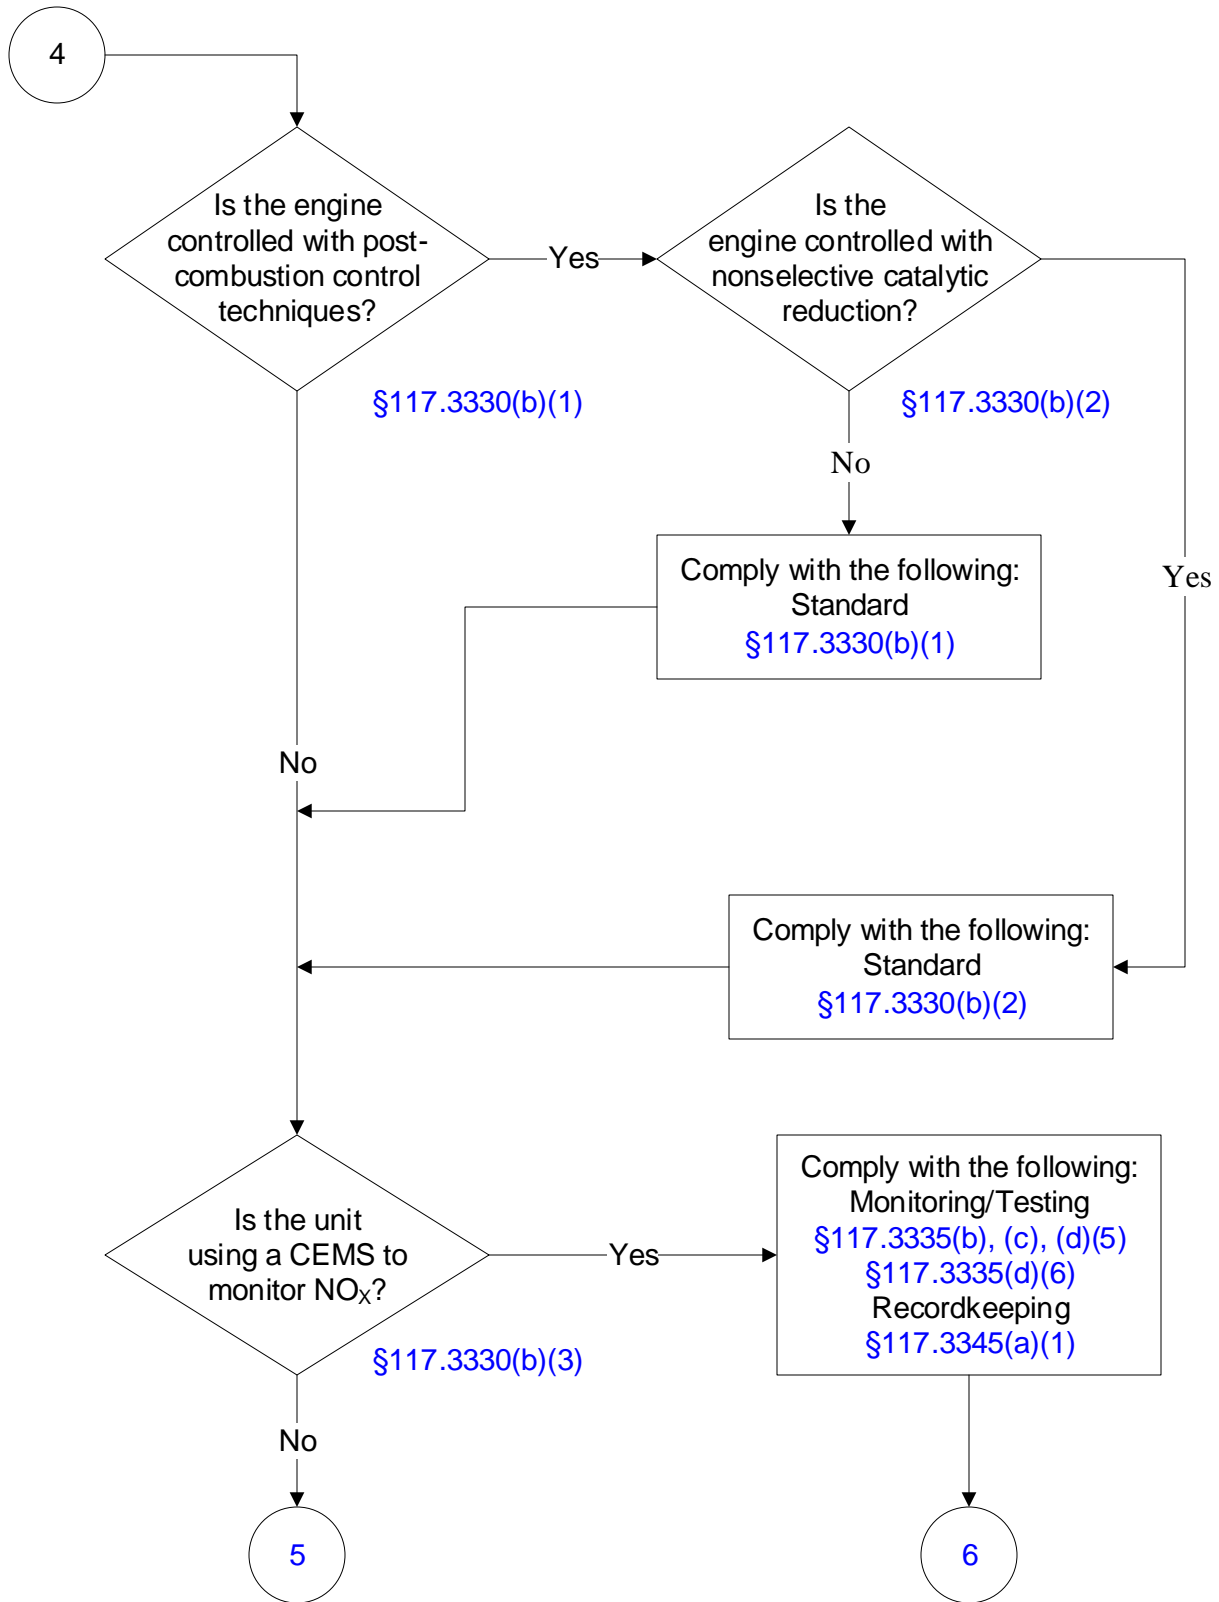 4
Is the engine
controlled with post-
combustion control
techniques?
Yes
Is the
engine controlled with
nonselective catalytic
reduction?
§117.3330(b)(1)
§117.3330(b)(2)
No
Comply with the following:
Standard
§117.3330(b)(1)
Yes
No
Comply with the following:
Standard
§117.3330(b)(2)
Is the unit
using a CEMS to
monitor NOX?
Yes
Comply with the following:
Monitoring/Testing
§117.3335(b), (c), (d)(5)
§117.3335(d)(6)
Recordkeeping
§117.3345(a)(1)
§117.3330(b)(3)
No
5
6